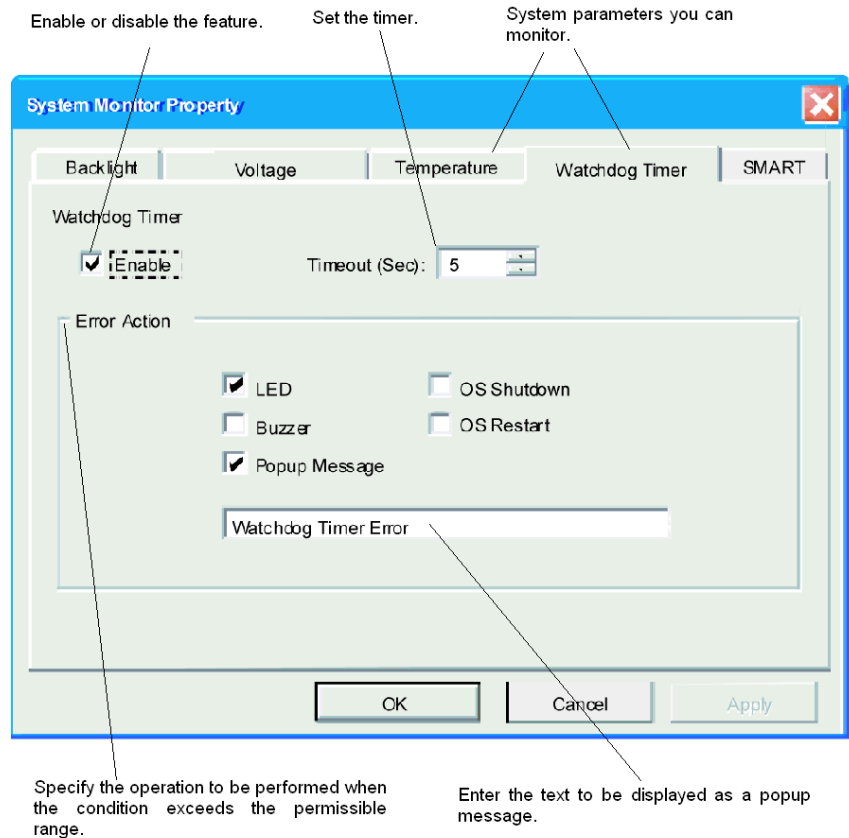 Enable or disable the feature.
Set the timer.
System parameters you can
monitor.
System Monitor Property
Backlight
Voltage
Temperature
Watchdog Timer
SMART
Watchdog Timer
Enable
Timeout (Sec):
5
Error Action
LED
OS Shutdown
Buzzer
OS Restart
Popup Message
Watchdog Timer Error
OK
Cancel
Apply
Specify the operation to be performed when
the condition exceeds the permissible
range.
Enter the text to be displayed as a popup
message.